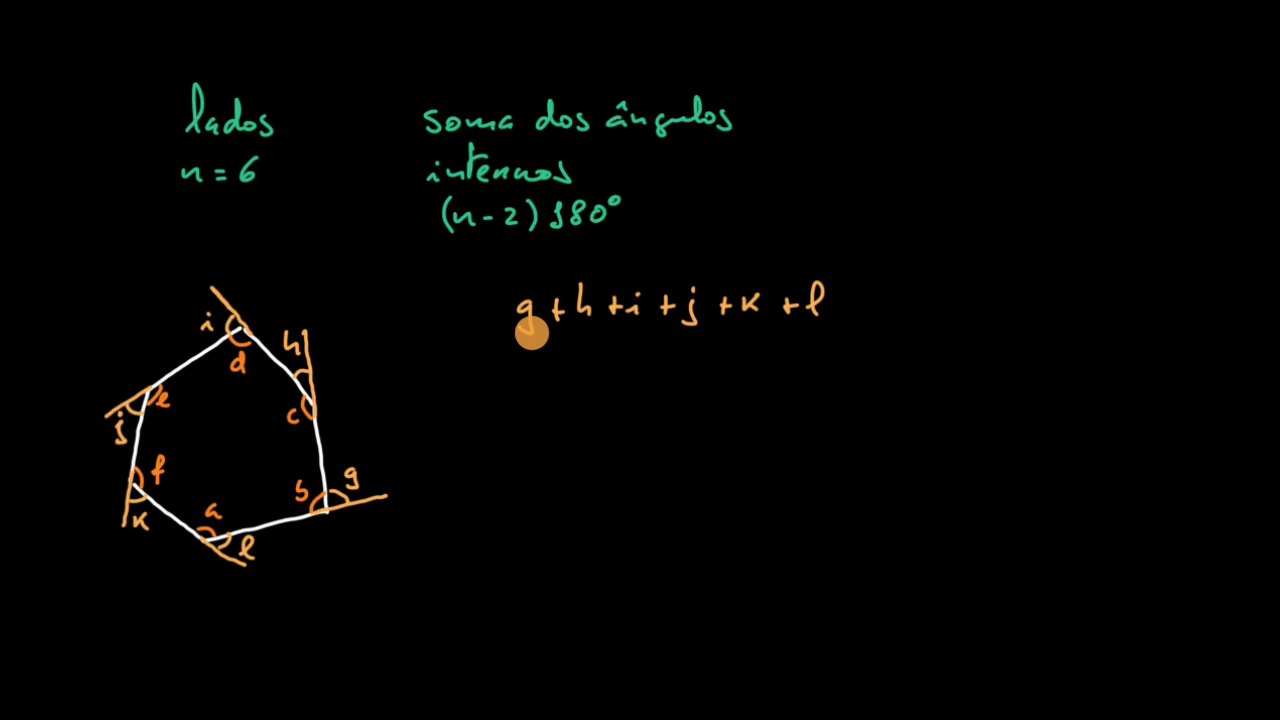 lados
n = 6
soma dos ângulos
internos
(n - 2) 180°
g + h + i + j + k + l
i
d
h
e
c
j
f
b
g
a
k
l